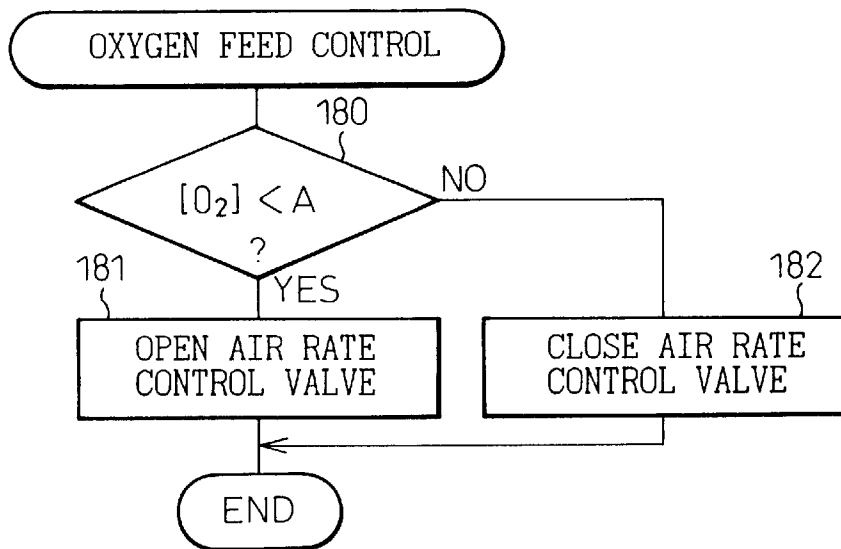 OXYGEN FEED CONTROL
180
[O₂] < A
?
NO
YES
181
OPEN AIR RATE
CONTROL VALVE
182
CLOSE AIR RATE
CONTROL VALVE
END